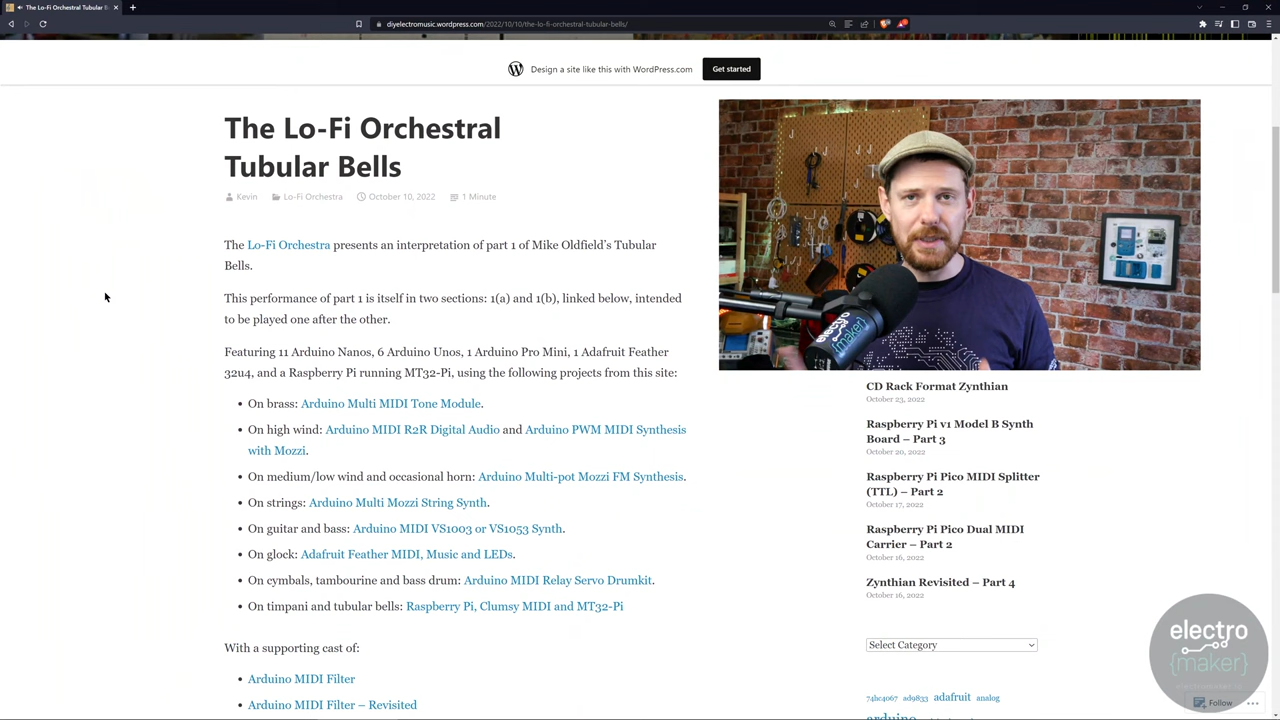 The Lo-Fi Orchestral Tubular B
diyelectromusic.wordpress.com/2022/10/10/the-lo-fi-orchestral-tubular-bells/
Design a site like this with WordPress.com
Get started
The Lo-Fi Orchestral
Tubular Bells
Kevin
Lo-Fi Orchestra
October 10, 2022
1 Minute
The Lo-Fi Orchestra presents an interpretation of part 1 of Mike Oldfield's Tubular
Bells.
This performance of part 1 is itself in two sections: 1(a) and 1(b), linked below, intended
to be played one after the other.
Featuring 11 Arduino Nanos, 6 Arduino Unos, 1 Arduino Pro Mini, 1 Adafruit Feather
32u4, and a Raspberry Pi running MT32-Pi, using the following projects from this site:
• On brass: Arduino Multi MIDI Tone Module.
• On high wind: Arduino MIDI R2R Digital Audio and Arduino PWM MIDI Synthesis
with Mozzi.
• On medium/low wind and occasional horn: Arduino Multi-pot Mozzi FM Synthesis.
• On strings: Arduino Multi Mozzi String Synth.
• On guitar and bass: Arduino MIDI VS1003 or VS1053 Synth.
• On glock: Adafruit Feather MIDI, Music and LEDs.
• On cymbals, tambourine and bass drum: Arduino MIDI Relay Servo Drumkit.
• On timpani and tubular bells: Raspberry Pi, Clumsy MIDI and MT32-Pi
With a supporting cast of:
• Arduino MIDI Filter
• Arduino MIDI Filter – Revisited
electro
{maker}
CD Rack Format Zynthian
October 23, 2022
Raspberry Pi v1 Model B Synth
Board – Part 3
October 20, 2022
Raspberry Pi Pico MIDI Splitter
(TTL) – Part 2
October 17, 2022
Raspberry Pi Pico Dual MIDI
Carrier – Part 2
October 16, 2022
Zynthian Revisited – Part 4
October 16, 2022
Select Category
74hc4067 ad9833 adafruit analog
arduino
electro
{maker}
Follow